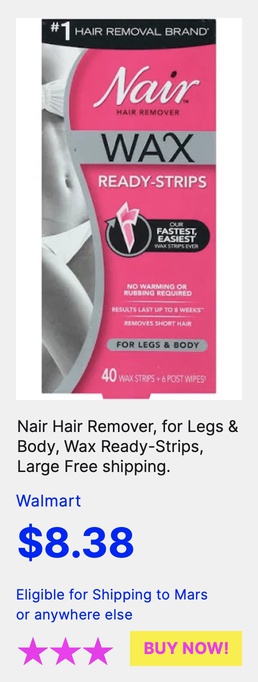 #1 HAIR REMOVAL BRAND*
Nair™
HAIR REMOVER
WAX
READY-STRIPS
OUR
FASTEST,
EASIEST
WAX STRIPS EVER
NO WARMING OR
RUBBING REQUIRED
RESULTS LAST UP TO 8 WEEKS**
REMOVES SHORT HAIR
FOR LEGS & BODY
40 WAX STRIPS + 6 POST WIPES†
Nair Hair Remover, for Legs &
Body, Wax Ready-Strips,
Large Free shipping.
Walmart
$8.38
Eligible for Shipping to Mars
or anywhere else
BUY NOW!